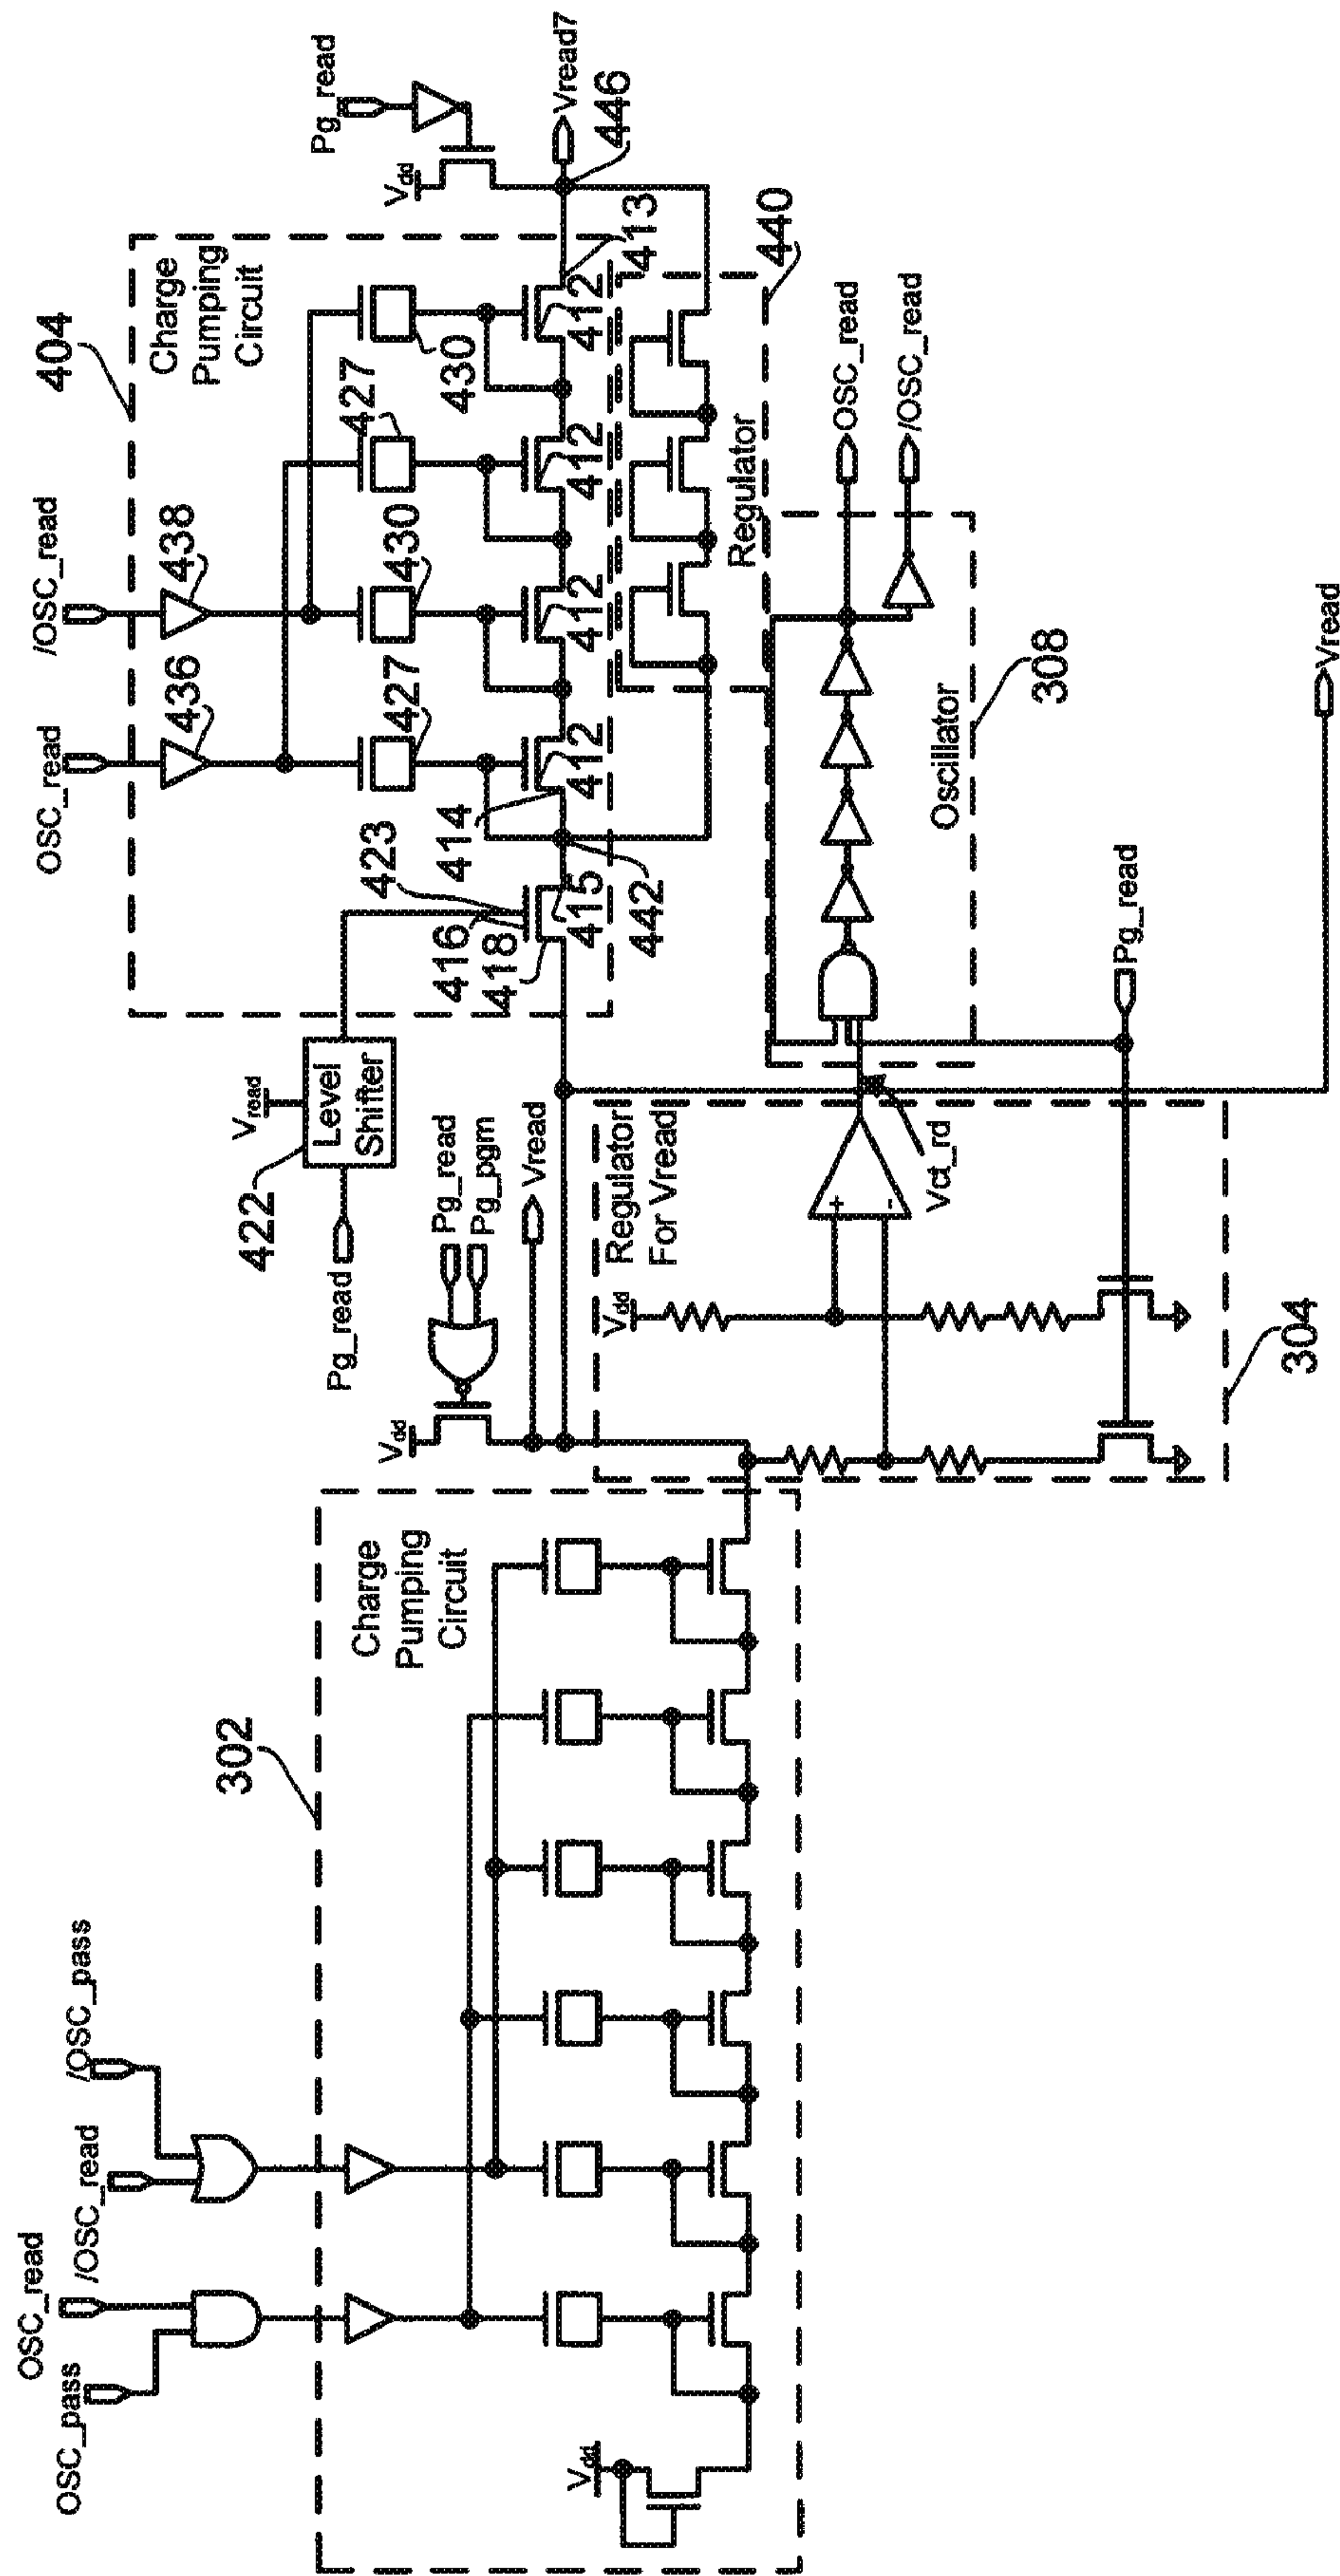 OSC_pass
OSC_read
/OSC_read
/OSC_pass
302
Charge
Pumping
Circuit
Vdd
Vdd
Pg_read
Pg_pgm
Vread
Pg_read
422
Level
Shifter
Vread
OSC_read
/OSC_read
404
436
438
Charge
Pumping
Circuit
427
430
427
430
416
423
418
414
415
442
412
412
412
412
413
Vdd
Pg_read
Vread7
446
Regulator
440
Regulator
For Vread
Vdd
Vct_rd
304
Oscillator
308
OSC_read
/OSC_read
Pg_read
Vread